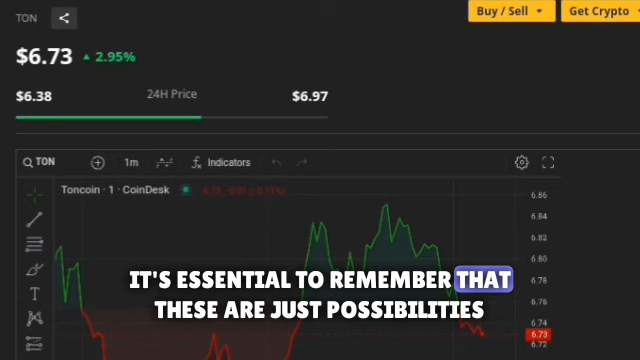 TON
Buy / Sell
Get Crypto
$6.73 2.95%
$6.38 24H Price $6.97
TON 1m Indicators
Toncoin · 1 · CoinDesk
6.86
6.84
6.82
6.80
6.78
6.76
6.74
6.73
6.72
IT'S ESSENTIAL TO REMEMBER THAT
THESE ARE JUST POSSIBILITIES